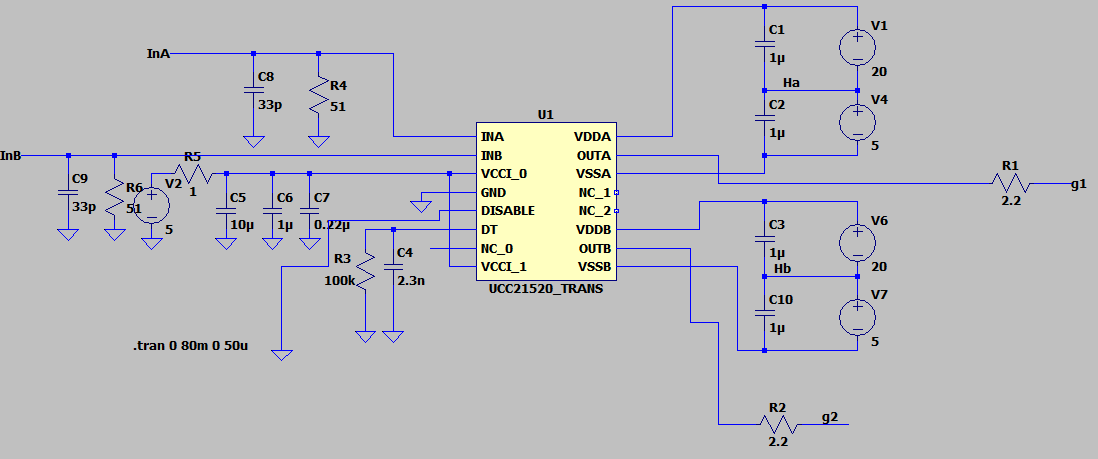 InA
C8
33p
R4
51
InB
C9
33p
R6
51
V2
5
R5
1
C5
10µ
C6
1µ
C7
0.22µ
R3
100k
C4
2.3n
.tran 0 80m 0 50u
U1
INA
INB
VCCI_0
GND
DISABLE
DT
NC_0
VCCI_1
VDDA
OUTA
VSSA
NC_1
NC_2
VDDB
OUTB
VSSB
UCC21520_TRANS
C1
1µ
V1
20
Ha
C2
1µ
V4
5
R1
2.2
g1
C3
1µ
V6
20
Hb
C10
1µ
V7
5
R2
2.2
g2